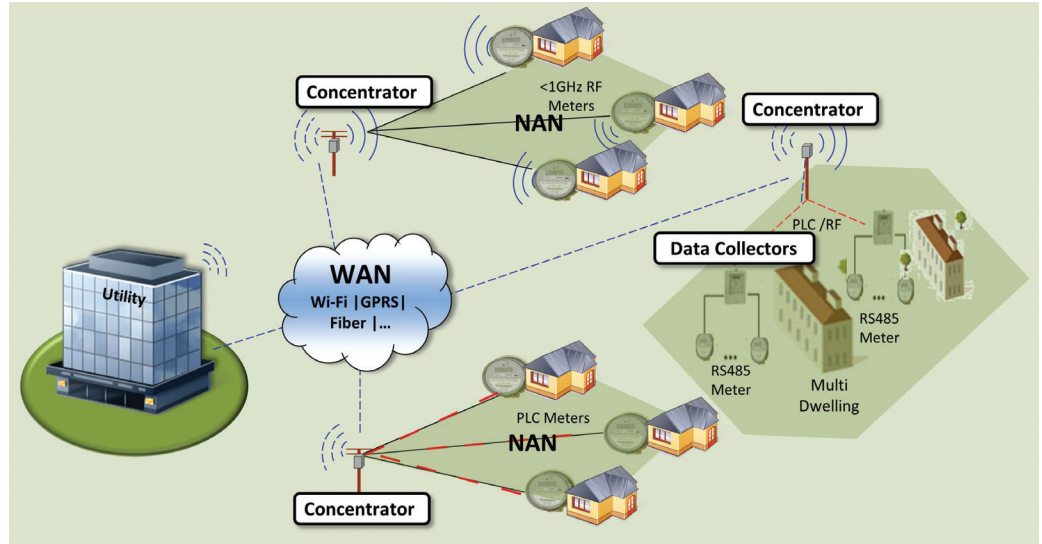 Concentrator
<1GHz RF
Meters
NAN
Concentrator
PLC /RF
Data Collectors
Utility
WAN
Wi-Fi |GPRS|
Fiber |...
RS485
Meter
RS485
Meter
Multi
Dwelling
PLC Meters
NAN
Concentrator